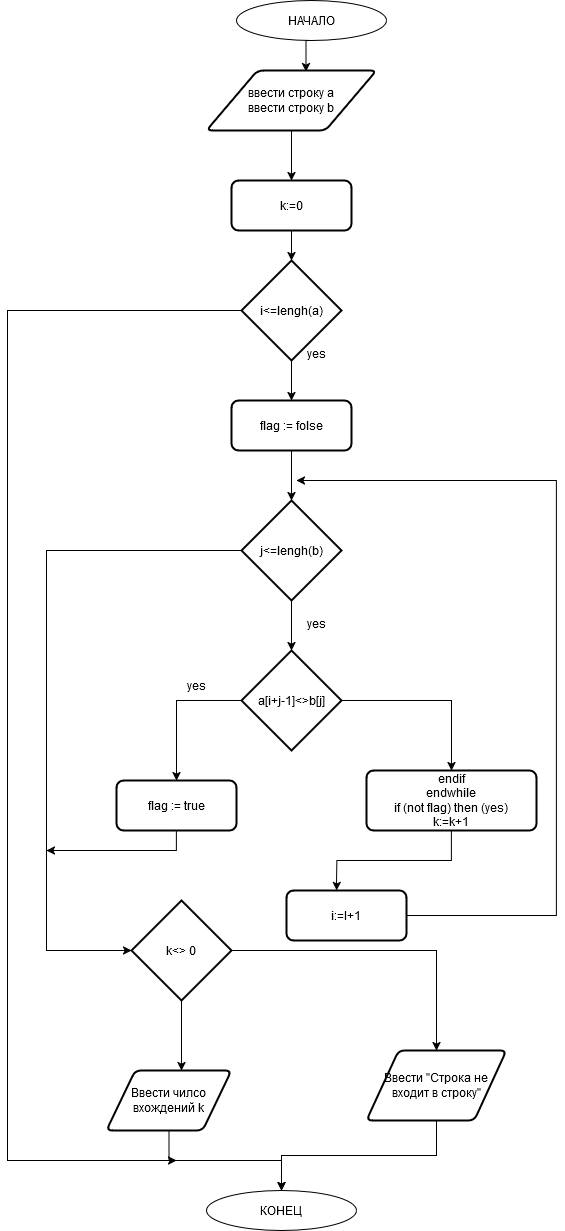 НАЧАЛО
ввести строку a
ввести строку b
k:=0
i<=lengh(a)
yes
flag := folse
j<=lengh(b)
yes
a[i+j-1]<>b[j]
yes
flag := true
endif
endwhile
if (not flag) then (yes)
k:=k+1
i:=I+1
k<> 0
Ввести чилсо
вхождений k
Ввести "Строка не
входит в строку"
КОНЕЦ